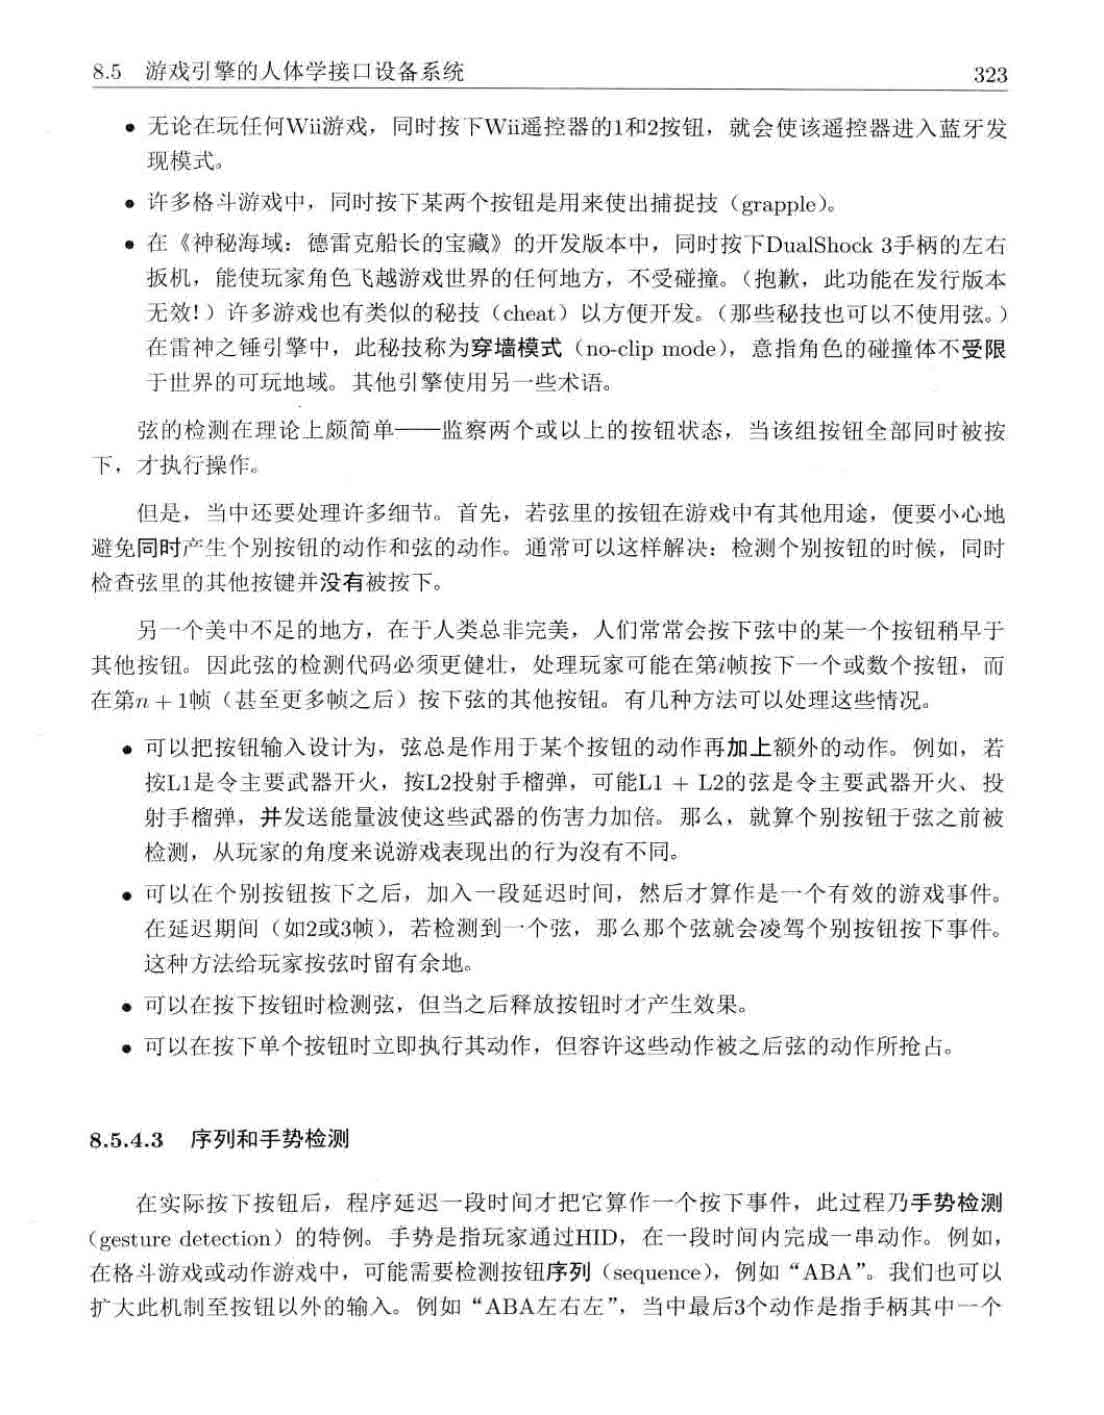 8.5 游戏引擎的人体学接口设备系统 323
• 无论在玩任何Wii游戏，同时按下Wii遥控器的1和2按钮，就会使该遥控器进入蓝牙发
现模式。
• 许多格斗游戏中，同时按下某两个按钮是用来使出捕捉技（grapple）。
• 在《神秘海域：德雷克船长的宝藏》的开发版本中，同时按下DualShock 3手柄的左右
扳机，能使玩家角色飞越游戏世界的任何地方，不受碰撞。（抱歉，此功能在发行版本
无效！）许多游戏也有类似的秘技（cheat）以方便开发。（那些秘技也可以不使用弦。）
在雷神之锤引擎中，此秘技称为穿墙模式（no-clip mode），意指角色的碰撞体不受限
于世界的可玩地域。其他引擎使用另一些术语。
弦的检测在理论上颇简单——监察两个或以上的按钮状态，当该组按钮全部同时被按
下，才执行操作。
但是，当中还要处理许多细节。首先，若弦里的按钮在游戏中有其他用途，便要小心地
避免同时产生个别按钮的动作和弦的动作。通常可以这样解决：检测个别按钮的时候，同时
检查弦里的其他按键并没有被按下。
另一个美中不足的地方，在于人类总非完美，人们常常会按下弦中的某一个按钮稍早于
其他按钮。因此弦的检测代码必须更健壮，处理玩家可能在第i帧按下一个或数个按钮，而
在第n + 1帧（甚至更多帧之后）按下弦的其他按钮。有几种方法可以处理这些情况。
• 可以把按钮输入设计为，弦总是作用于某个按钮的动作再加上额外的动作。例如，若
按L1是令主要武器开火，按L2投射手榴弹，可能L1 + L2的弦是令主要武器开火、投
射手榴弹，并发送能量波使这些武器的伤害力加倍。那么，就算个别按钮于弦之前被
检测，从玩家的角度来说游戏表现出的行为没有不同。
• 可以在个别按钮按下之后，加入一段延迟时间，然后才算作是一个有效的游戏事件。
在延迟期间（如2或3帧），若检测到一个弦，那么那个弦就会凌驾个别按钮按下事件。
这种方法给玩家按弦时留有余地。
• 可以在按下按钮时检测弦，但当之后释放按钮时才产生效果。
• 可以在按下单个按钮时立即执行其动作，但容许这些动作被之后弦的动作所抢占。
8.5.4.3 序列和手势检测
在实际按下按钮后，程序延迟一段时间才把它算作一个按下事件，此过程乃手势检测
（gesture detection）的特例。手势是指玩家通过HID，在一段时间内完成一串动作。例如，
在格斗游戏或动作游戏中，可能需要检测按钮序列（sequence），例如“ABA”。我们也可以
扩大此机制至按钮以外的输入。例如“ABA左右左”，当中最后3个动作是指手柄其中一个